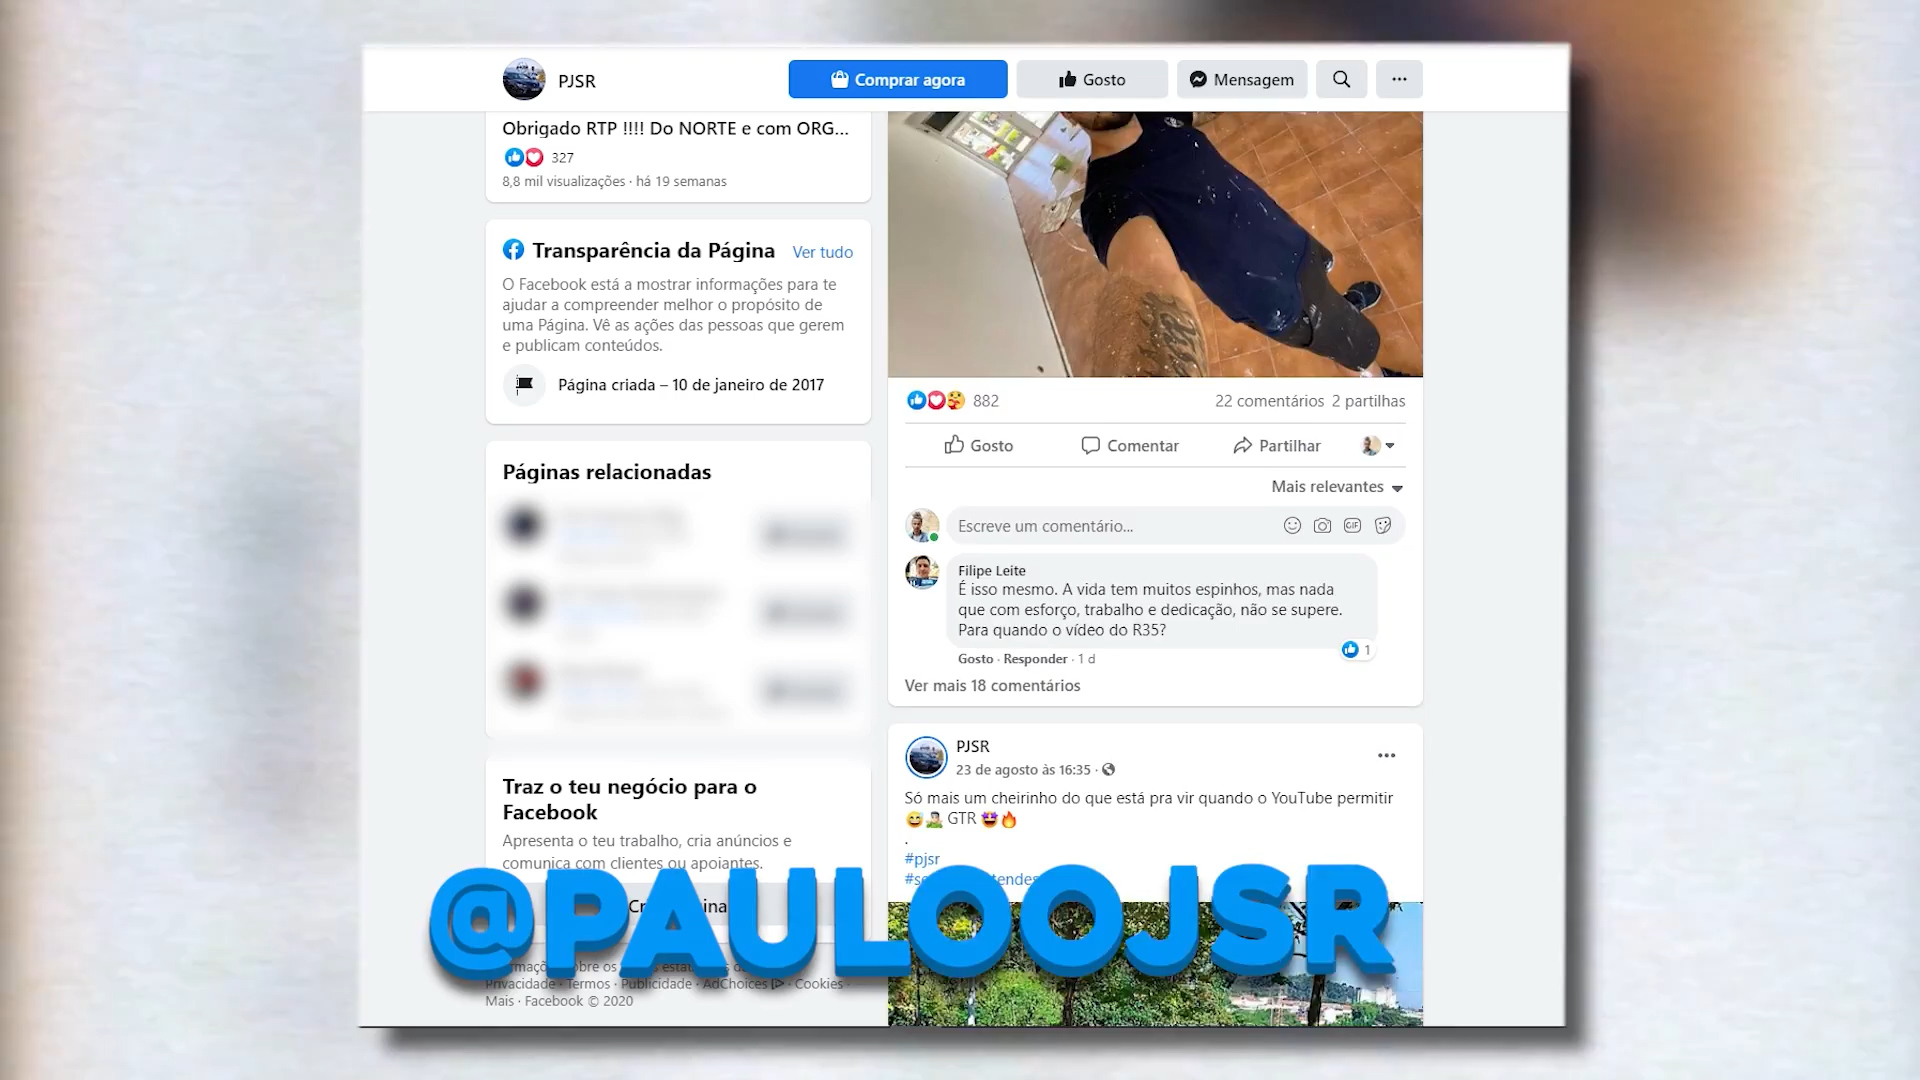 PJSR
Comprar agora
Gosto
Mensagem
Obrigado RTP !!!! Do NORTE e com ORG...
327
8,8 mil visualizações · há 19 semanas
Transparência da Página
Ver tudo
O Facebook está a mostrar informações para te
ajudar a compreender melhor o propósito de
uma Página. Vê as ações das pessoas que gerem
e publicam conteúdos.
Página criada – 10 de janeiro de 2017
Páginas relacionadas
Traz o teu negócio para o
Facebook
Apresenta o teu trabalho, cria anúncios e
comunica com clientes ou apoiantes.
Privacidade · Termos · Publicidade · AdChoices · Cookies ·
Mais · Facebook © 2020
882
22 comentários 2 partilhas
Gosto
Comentar
Partilhar
Mais relevantes
Escreve um comentário...
GIF
Filipe Leite
É isso mesmo. A vida tem muitos espinhos, mas nada
que com esforço, trabalho e dedicação, não se supere.
Para quando o vídeo do R35?
1
Gosto · Responder · 1 d
Ver mais 18 comentários
PJSR
23 de agosto às 16:35 ·
Só mais um cheirinho do que está pra vir quando o YouTube permitir
😅🤷🏻‍♂️ GTR 🤩🔥
.
#pjsr
@PAULOOJSR